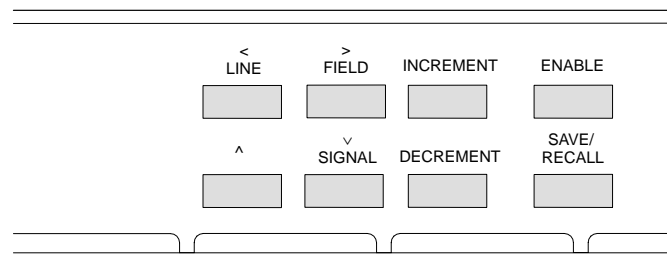 < > 
LINE FIELD INCREMENT ENABLE
^ ˅ SAVE/
SIGNAL DECREMENT RECALL